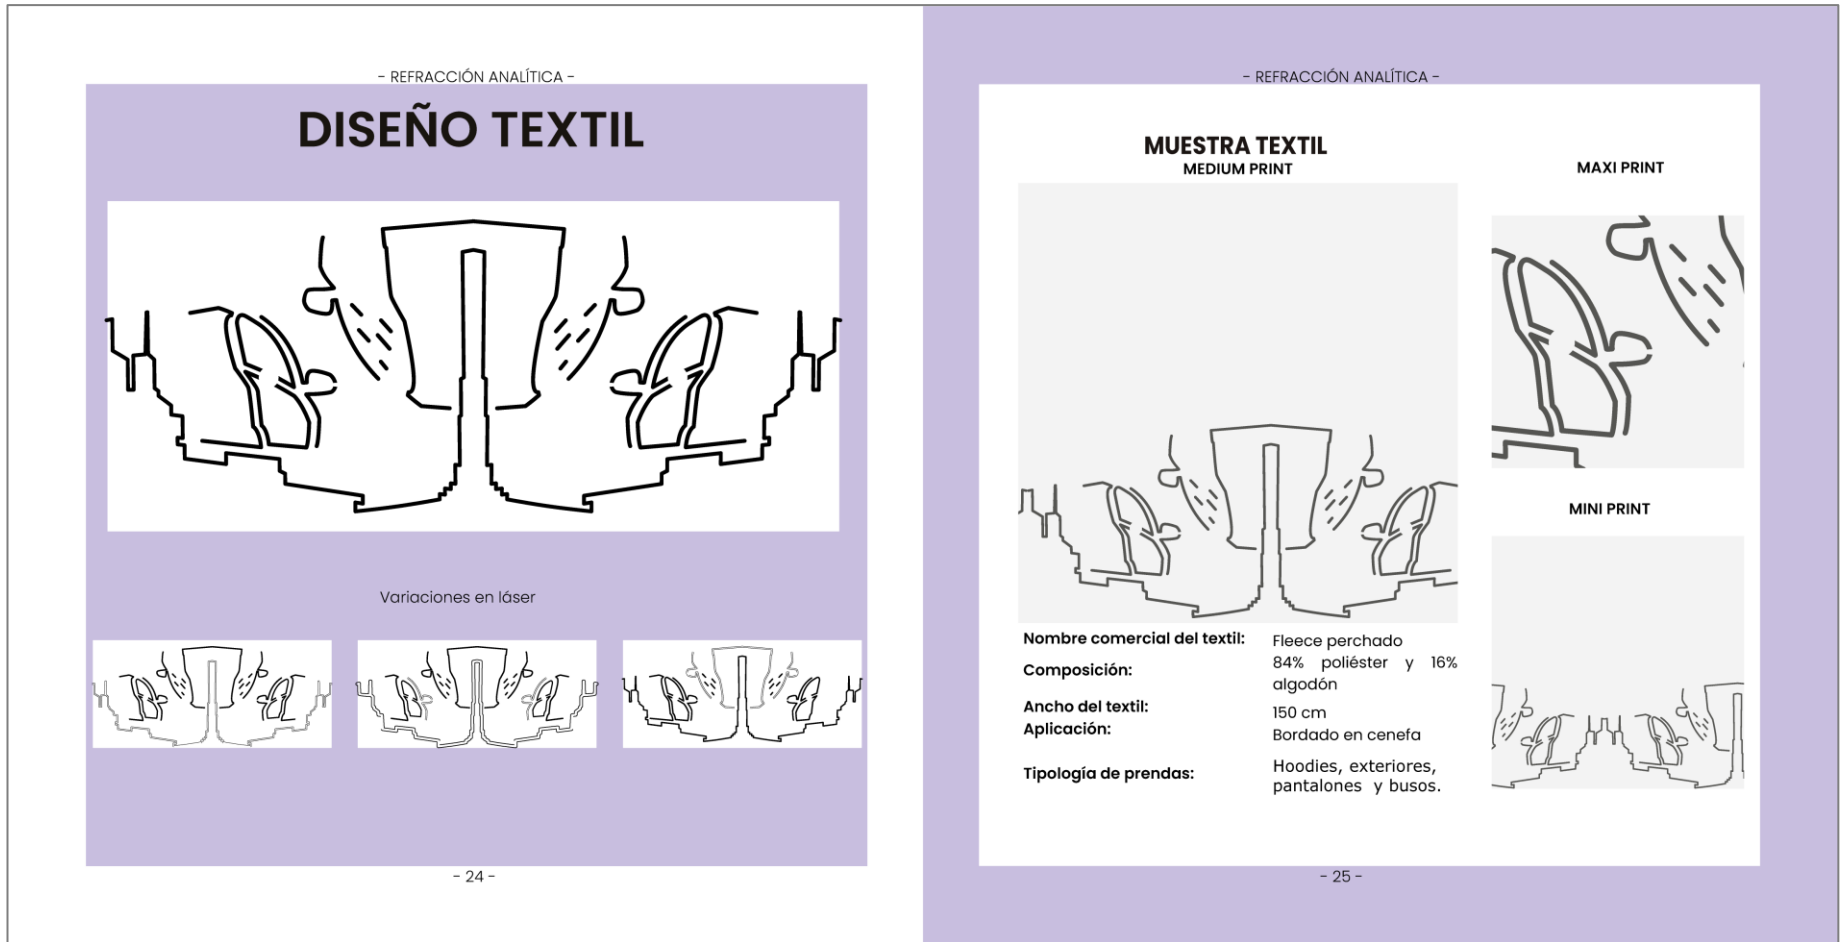 - REFRACCIÓN ANALÍTICA -
DISEÑO TEXTIL
Variaciones en láser
- 24 -
- REFRACCIÓN ANALÍTICA -
MUESTRA TEXTIL
MEDIUM PRINT
MAXI PRINT
MINI PRINT
Nombre comercial del textil: Fleece perchado
Composición: 84% poliéster y 16%
algodón
Ancho del textil: 150 cm
Aplicación: Bordado en cenefa
Tipología de prendas: Hoodies, exteriores,
pantalones y busos.
- 25 -